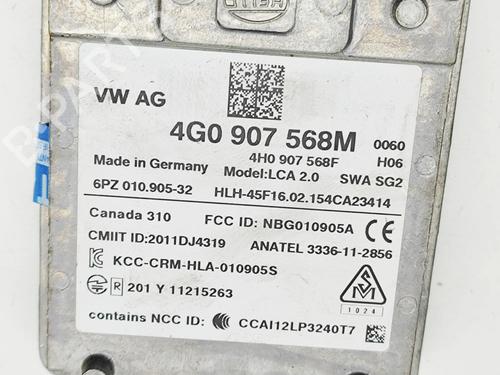 HELLA
VW AG
4G0 907 568M 0060
4H0 907 568F H06
Made in Germany Model:LCA 2.0 SWA SG2
6PZ 010.905-32 HLH-45F16.02.154CA23414
Canada 310 FCC ID: NBG010905A CE
CMIIT ID:2011DJ4319 ANATEL 3336-11-2856
KCC-CRM-HLA-010905S
R 201 Y 11215263
1024
contains NCC ID: CCAI12LP3240T7